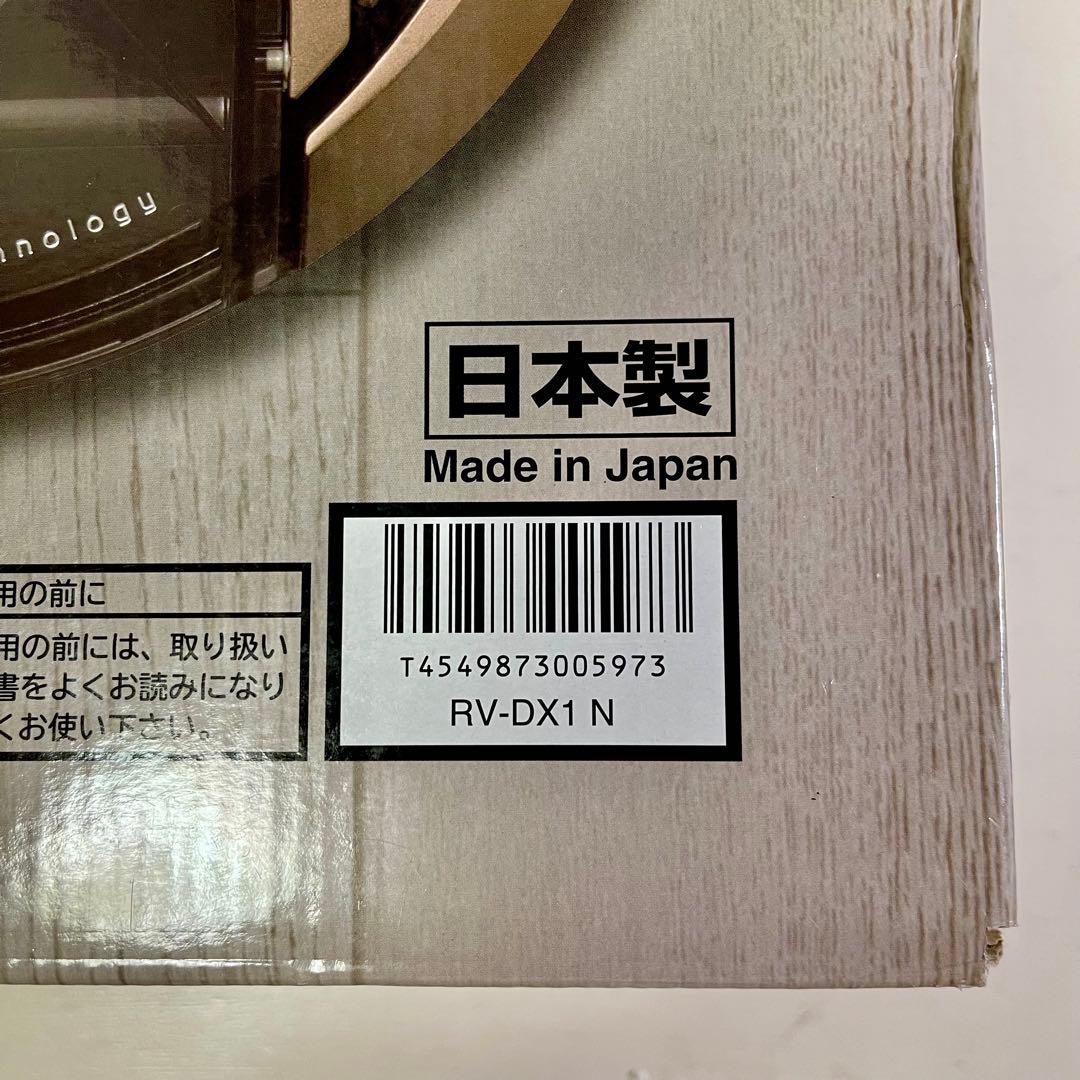 nology
日本製
Made in Japan
用の前に
用の前には、取り扱い
書をよくお読みになり
くお使い下さい。
T4549873005973
RV-DX1 N